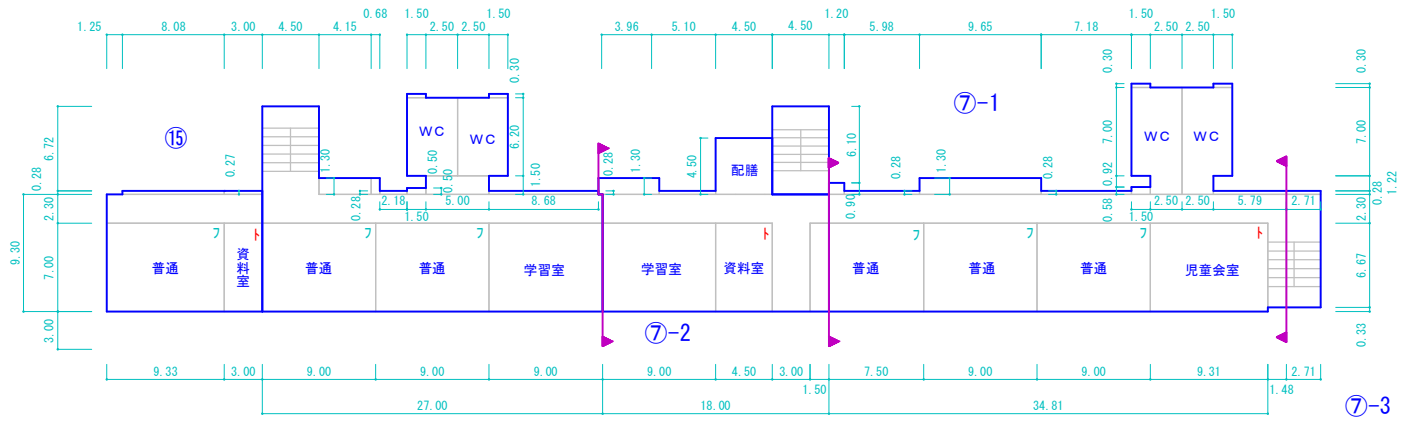 0.68 1.50 1.50 1.20 1.50 1.50
1.25 8.08 3.00 4.50 4.15 2.50 2.50 3.96 5.10 4.50 4.50 5.98 9.65 7.18 2.50 2.50
0.30 0.30 0.30
⑦-1
⑮
WC WC WC WC
6.72 6.20 6.10 7.00 7.00
0.28 0.27 1.30 0.50 0.50 1.50 0.28 1.30 4.50 配膳 0.28 1.30 0.28 0.92 0.28 1.22
2.30 0.28 2.18 5.00 8.68 0.90 0.58 2.50 2.50 5.79 2.71 2.30
1.50 1.50
フ ト フ フ ト フ フ フ ト
9.30 7.00 普通 資料室 普通 普通 学習室 学習室 資料室 普通 普通 普通 児童会室 6.67
3.00 ⑦-2 0.33
9.33 3.00 9.00 9.00 9.00 9.00 4.50 3.00 7.50 9.00 9.00 9.31 2.71
1.50 1.48
27.00 18.00 34.81 ⑦-3